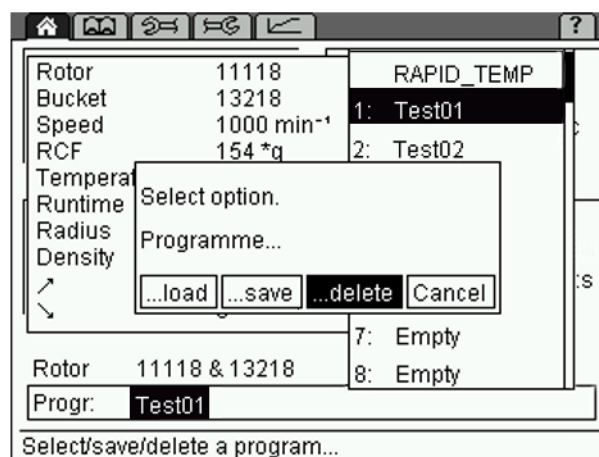 ?
Rotor 11118
Bucket 13218
Speed 1000 min⁻¹
RCF 154 *g
Temperat
Runtime
Radius
Density
RAPID_TEMP
1: Test01
2: Test02
Select option.
Programme...
...load ...save ...delete Cancel
:s
7: Empty
8: Empty
Rotor 11118 & 13218
Progr: Test01
Select/save/delete a program...